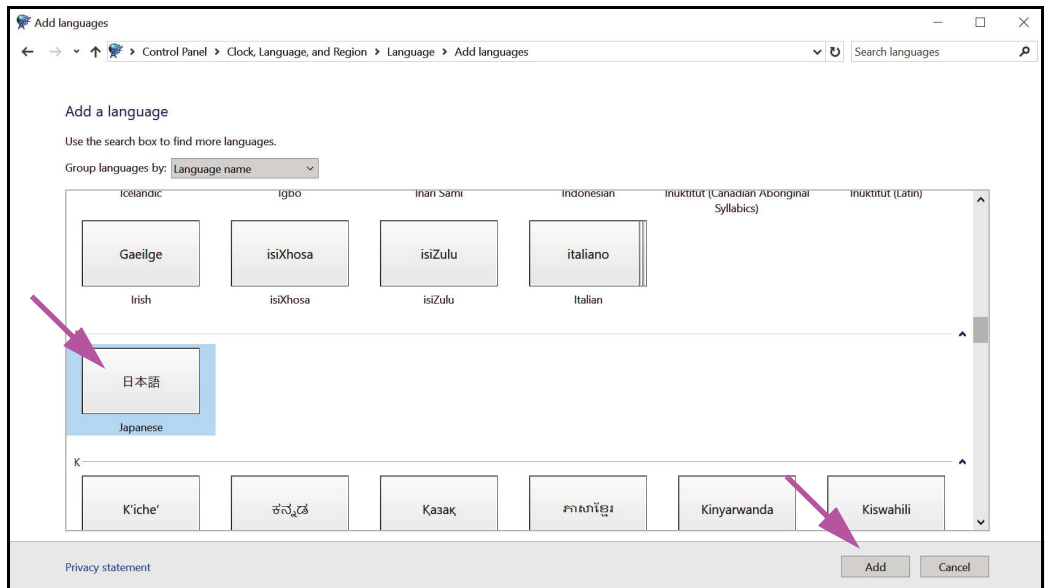 Add languages
Control Panel > Clock, Language, and Region > Language > Add languages
Search languages
Add a language
Use the search box to find more languages.
Group languages by: Language name
Icelandic Igbo Inari Sami Indonesian Inuktitut (Canadian Aboriginal Inuktitut (Latin)
Syllabics)
Gaeilge isiXhosa isiZulu italiano
Irish isiXhosa isiZulu Italian
日本語
Japanese
K
K'iche' ಕನ್ನಡ Қазақ ភាសាខ្មែរ Kinyarwanda Kiswahili
Privacy statement Add Cancel